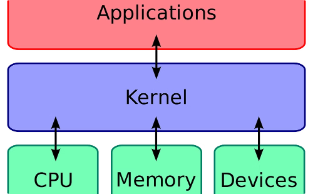 Applications
Kernel
CPU Memory Devices